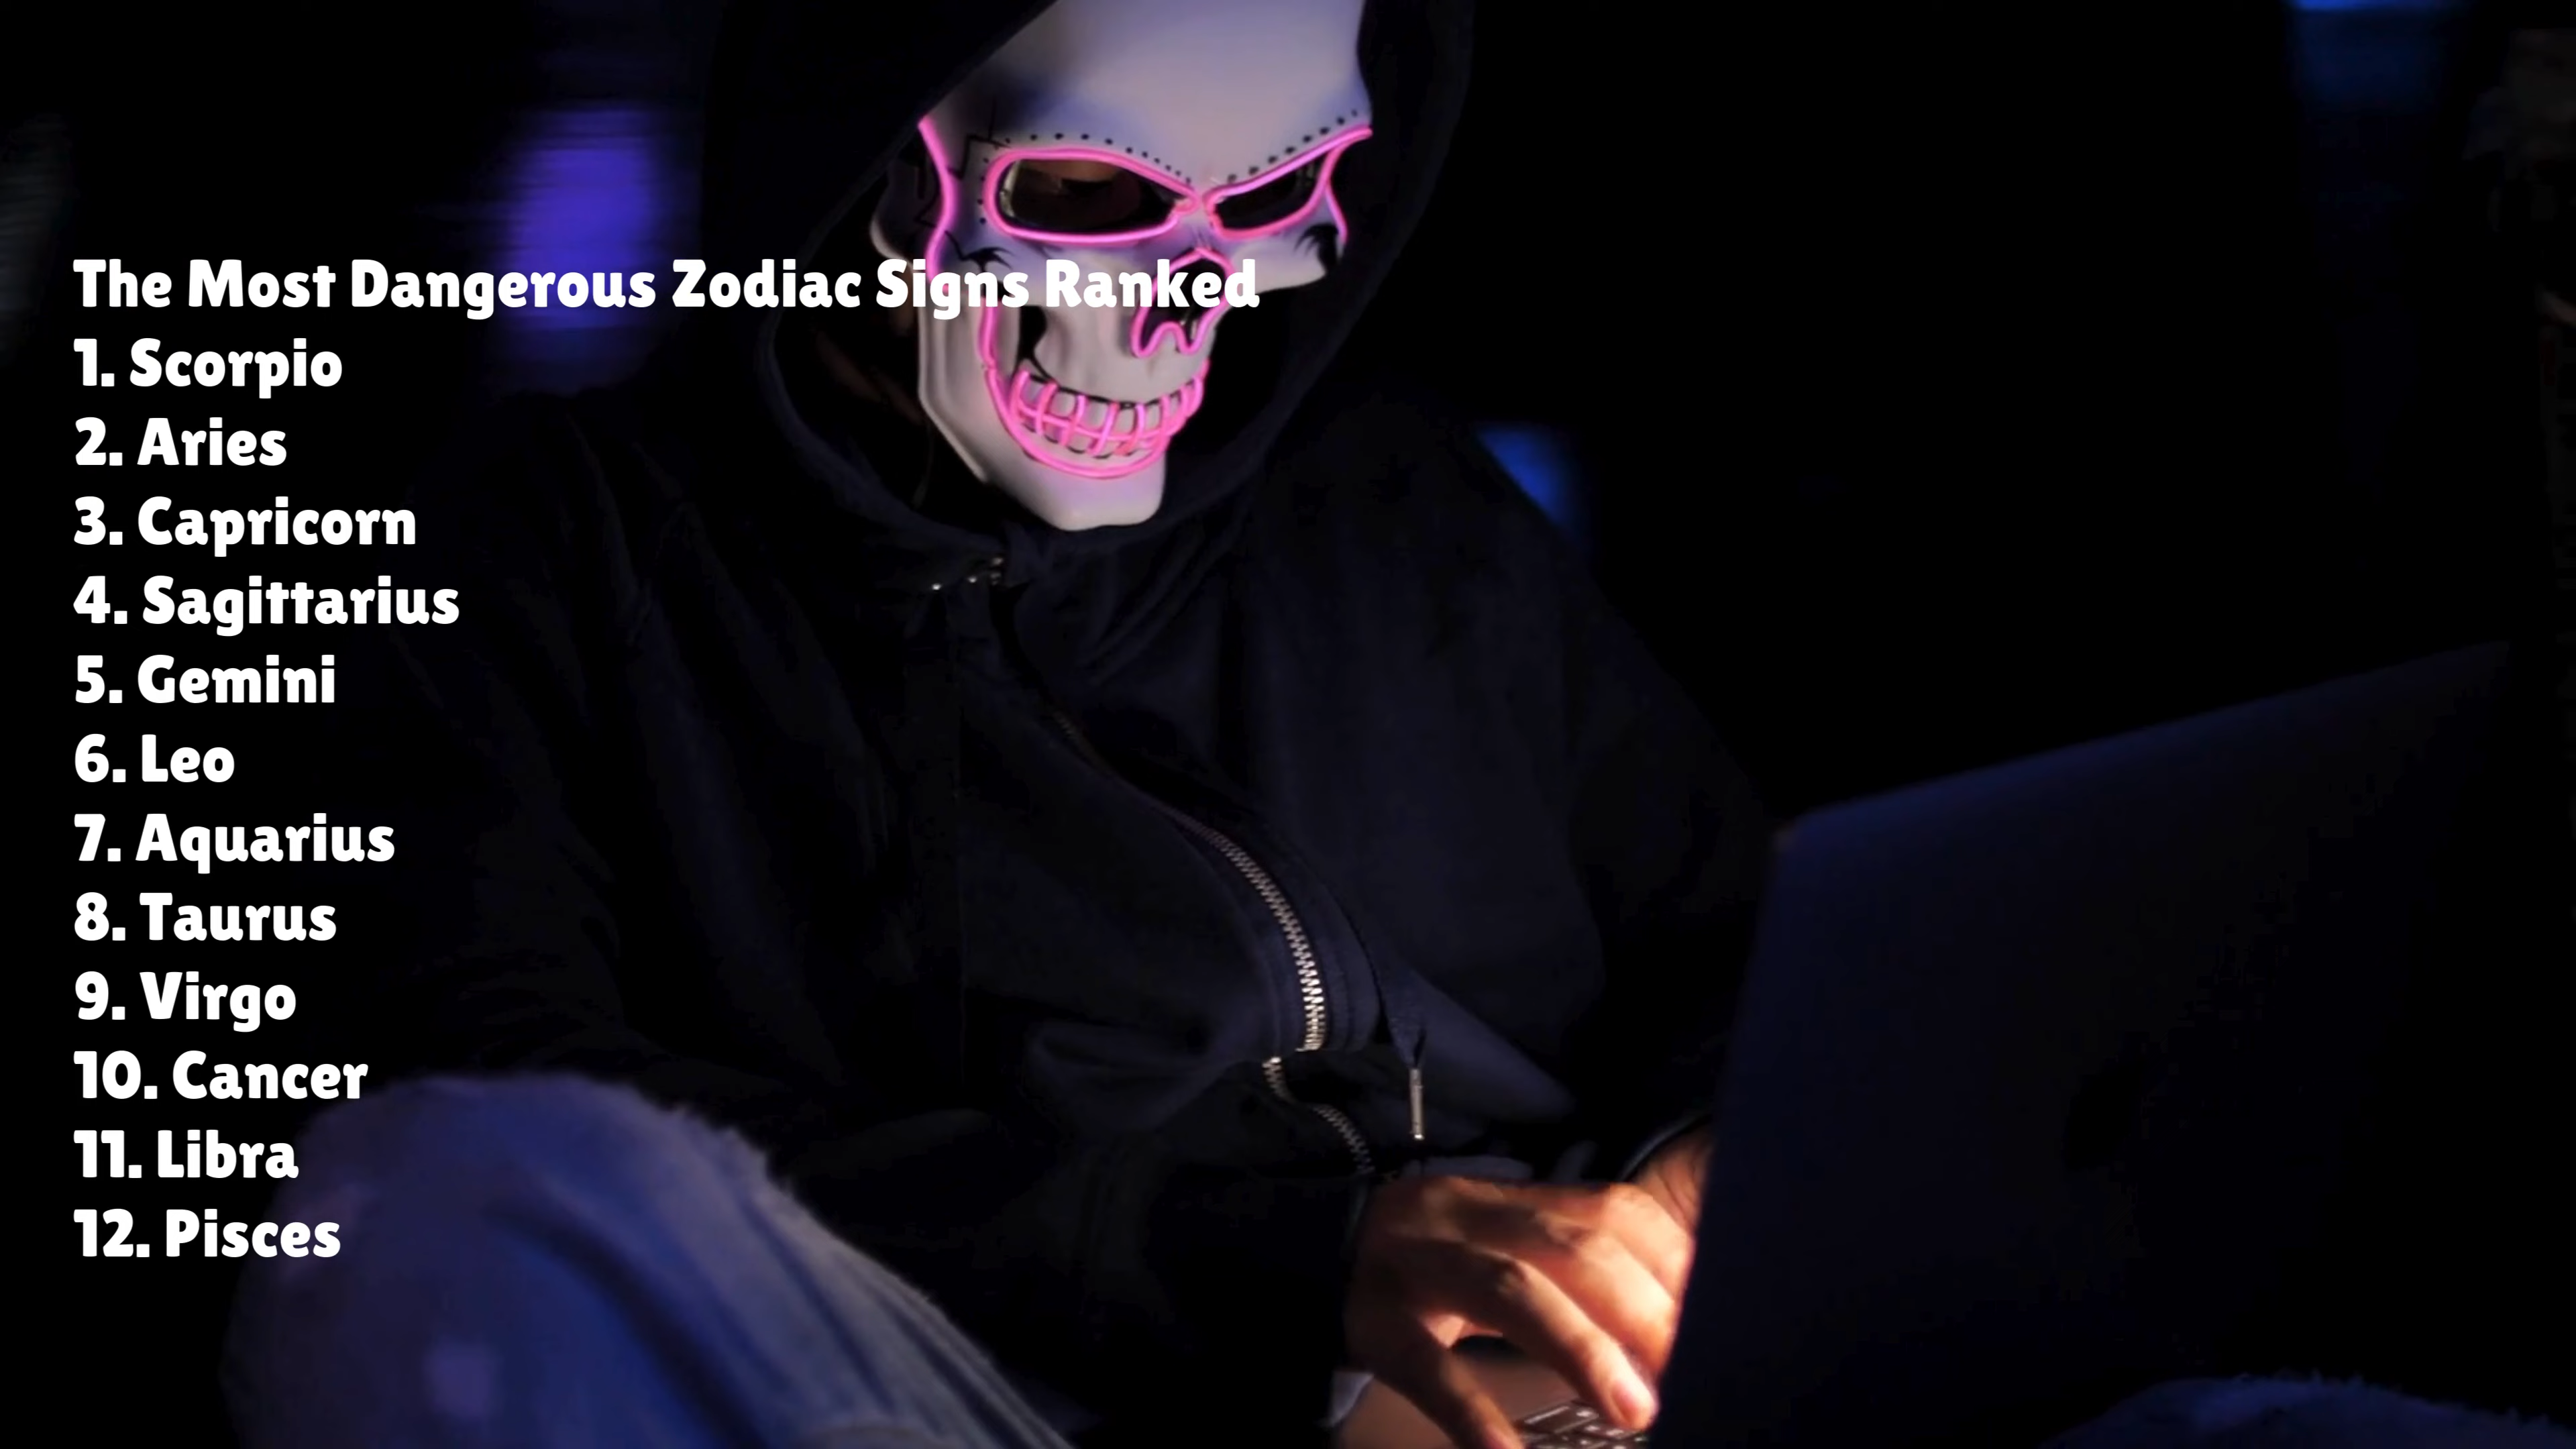 The Most Dangerous Zodiac Signs Ranked
1. Scorpio
2. Aries
3. Capricorn
4. Sagittarius
5. Gemini
6. Leo
7. Aquarius
8. Taurus
9. Virgo
10. Cancer
11. Libra
12. Pisces